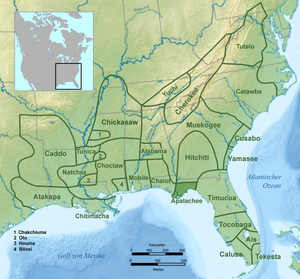 Tutelo
Yuchi
Cherokee
Catawba
Chickasaw
Muskogee
Cusabo
1
Caddo
Tunica
2
Choctaw
Alabama
Hitchiti
Yamasee
Natchez
3
4
Mobile
Chatot
Atakapa
Apalachee
Timucua
Atlantischer
Ozean
Chitimacha
Tocobaga
1 Chakchiuma
2 Ofo
3 Houma
4 Biloxi
Ais
Calusa
Tekesta
Golf von Mexiko
Kilometer
Meilen